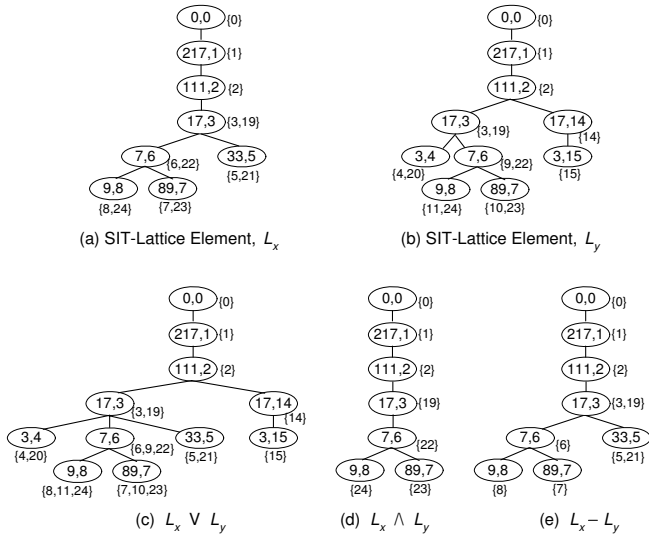 0,0 {0}
217,1 {1}
111,2 {2}
17,3 {3,19}
7,6 {6,22} 33,5 {5,21}
9,8 {8,24} 89,7 {7,23}
(a) SIT-Lattice Element, Lx
0,0 {0}
217,1 {1}
111,2 {2}
17,3 {3,19} 17,14 {14}
3,4 {4,20} 7,6 {9,22} 3,15 {15}
9,8 {11,24} 89,7 {10,23}
(b) SIT-Lattice Element, Ly
0,0 {0}
217,1 {1}
111,2 {2}
17,3 {3,19} 17,14 {14}
3,4 {4,20} 7,6 {6,9,22} 33,5 {5,21} 3,15 {15}
9,8 {8,11,24} 89,7 {7,10,23}
(c) Lx V Ly
0,0 {0}
217,1 {1}
111,2 {2}
17,3 {19}
7,6 {22}
9,8 {24} 89,7 {23}
(d) Lx Λ Ly
0,0 {0}
217,1 {1}
111,2 {2}
17,3 {3,19}
7,6 {6} 33,5 {5,21}
9,8 {8} 89,7 {7}
(e) Lx – Ly